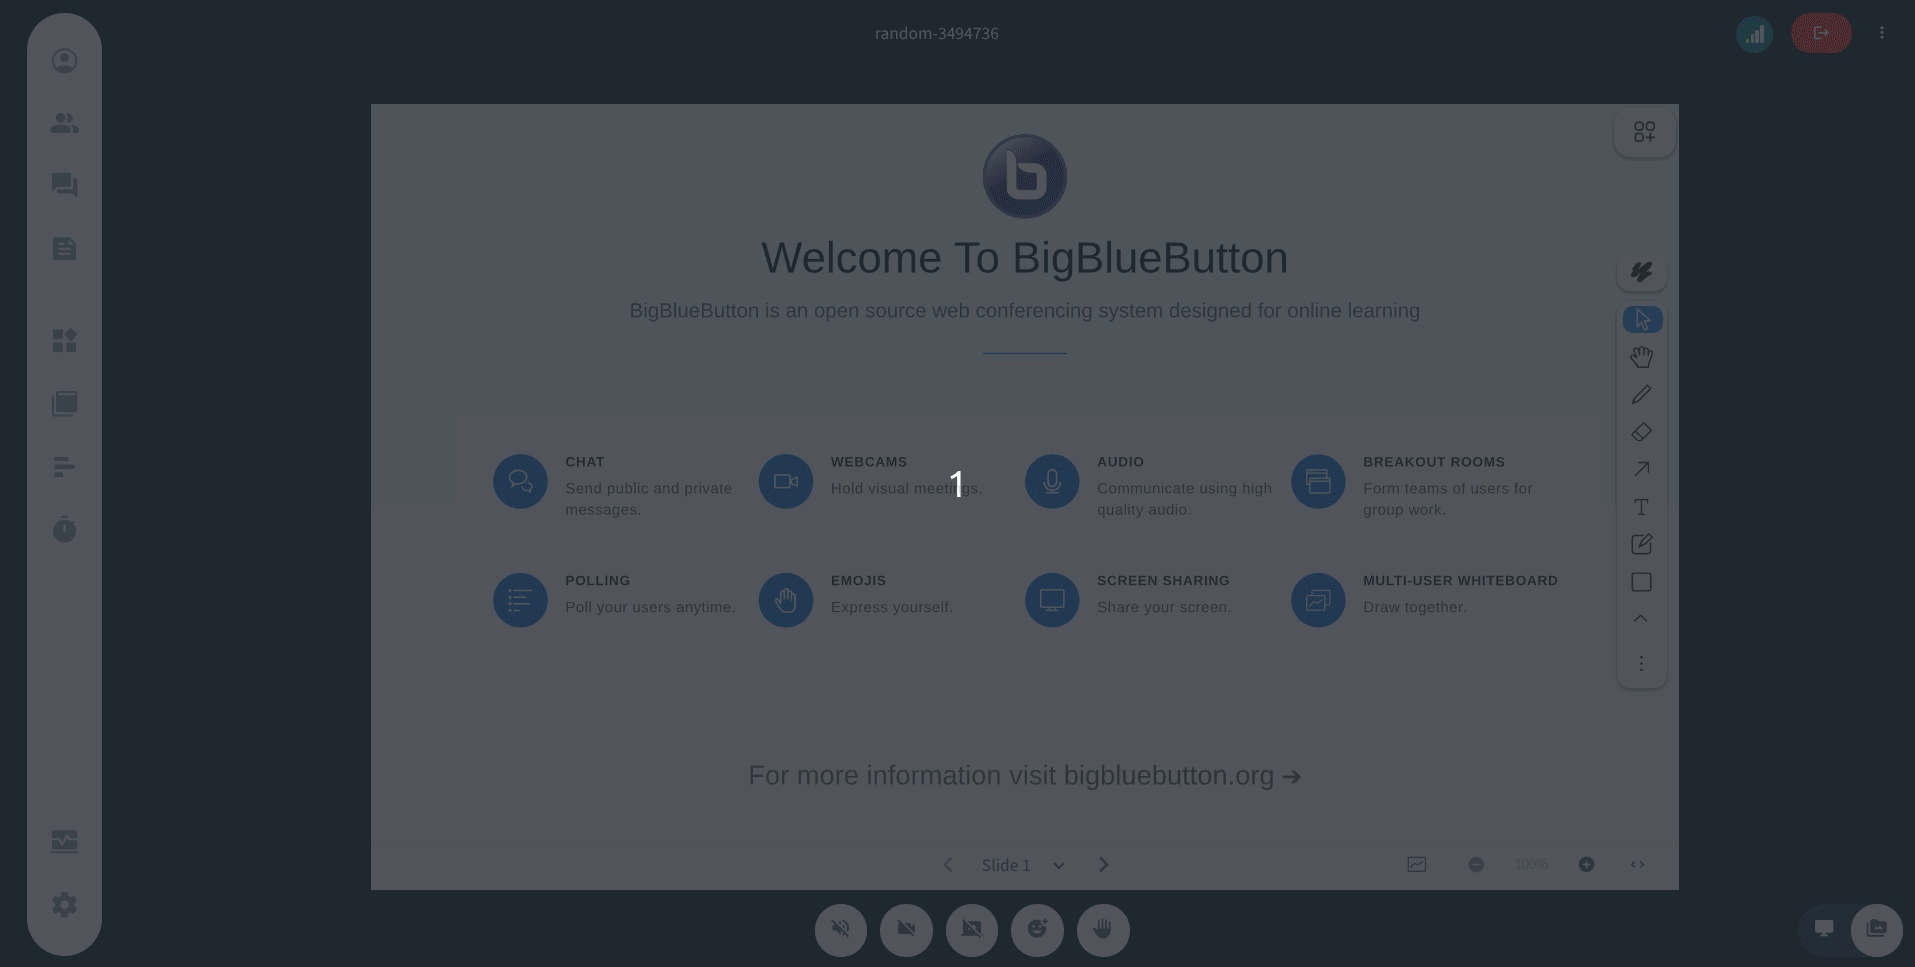 random-3494736
Welcome To BigBlueButton
BigBlueButton is an open source web conferencing system designed for online learning
CHAT
Send public and private
messages.
WEBCAMS
Hold visual meetings.
1
AUDIO
Communicate using high
quality audio.
BREAKOUT ROOMS
Form teams of users for
group work.
POLLING
Poll your users anytime.
EMOJIS
Express yourself.
SCREEN SHARING
Share your screen.
MULTI-USER WHITEBOARD
Draw together.
For more information visit bigbluebutton.org →
Slide 1
100%